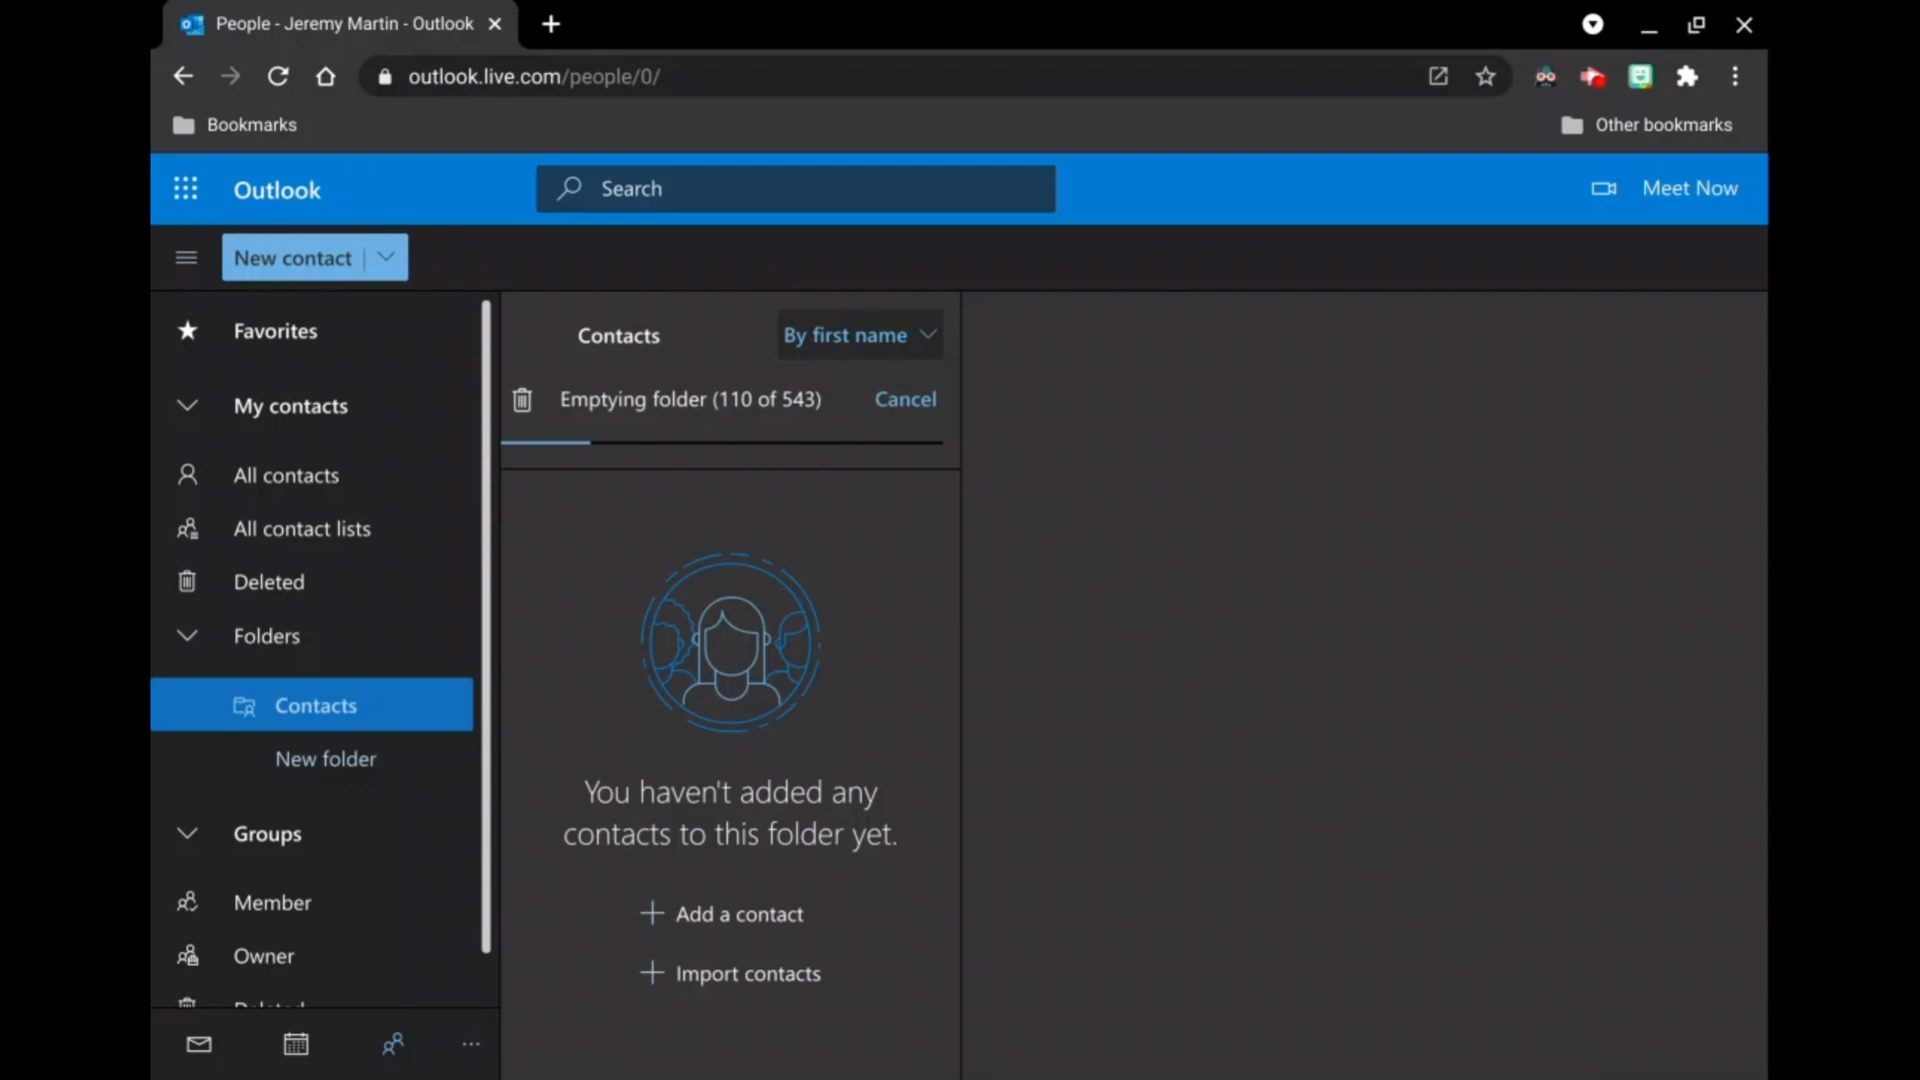 People - Jeremy Martin - Outlook
outlook.live.com/people/0/
Bookmarks
Other bookmarks
Outlook
Search
Meet Now
New contact
Favorites
My contacts
All contacts
All contact lists
Deleted
Folders
Contacts
New folder
Groups
Member
Owner
Deleted
Contacts
By first name
Emptying folder (110 of 543)
Cancel
You haven't added any
contacts to this folder yet.
Add a contact
Import contacts